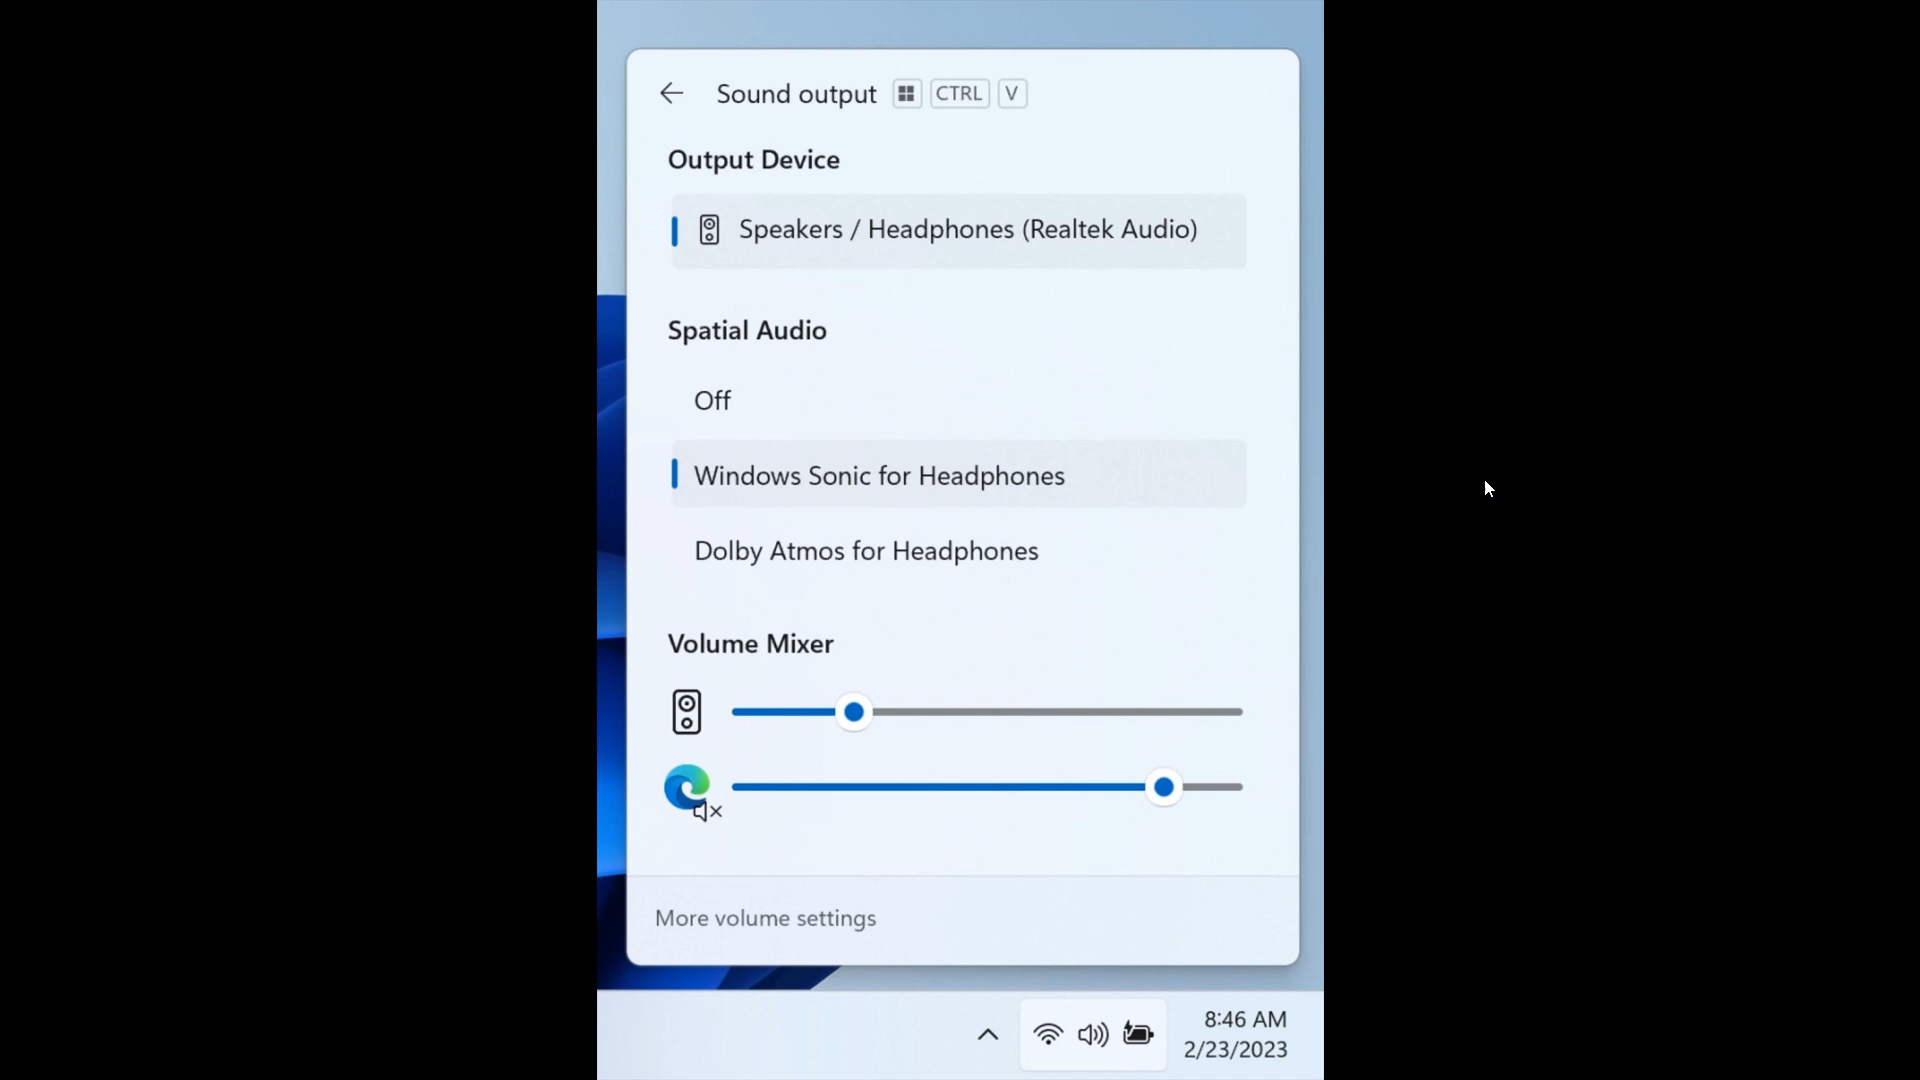 Sound output CTRL V
Output Device
Speakers / Headphones (Realtek Audio)
Spatial Audio
Off
Windows Sonic for Headphones
Dolby Atmos for Headphones
Volume Mixer
More volume settings
8:46 AM
2/23/2023